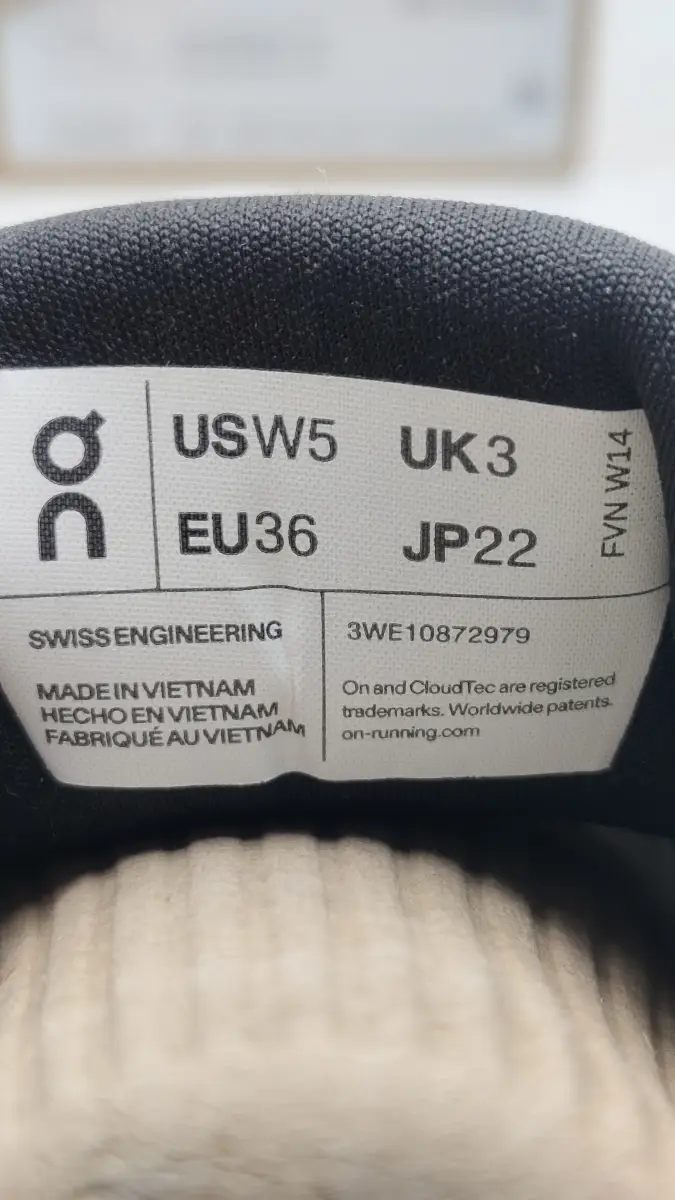 On
USW5 UK3
EU36 JP22
FVN W14
SWISS ENGINEERING
3WE10872979
MADE IN VIETNAM
HECHO EN VIETNAM
FABRIQUÉ AU VIETNAM
On and CloudTec are registered
trademarks. Worldwide patents.
on-running.com